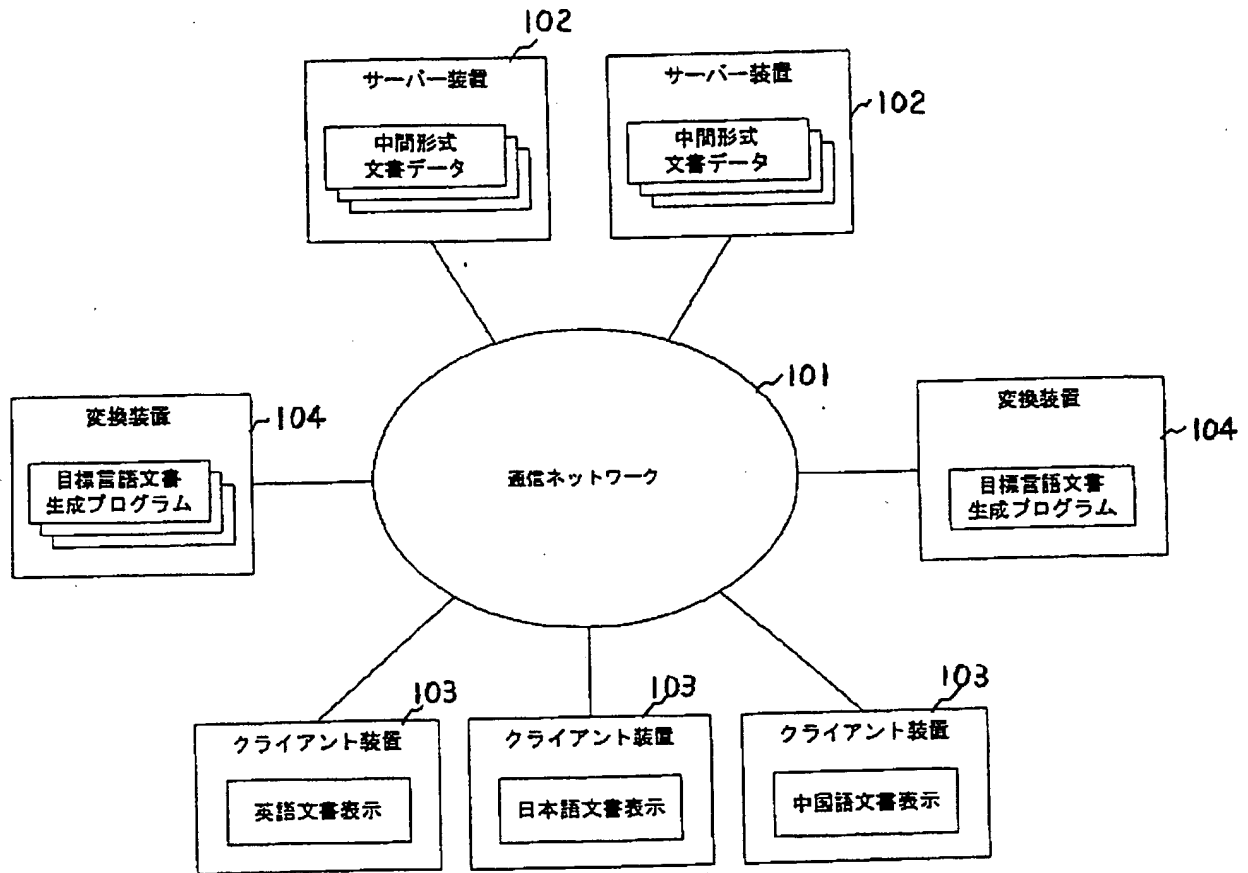 102
サーバー装置
中間形式
文書データ
サーバー装置
102
中間形式
文書データ
変換装置
104
目標言語文書
生成プログラム
101
通信ネットワーク
変換装置
104
目標言語文書
生成プログラム
103
クライアント装置
英語文書表示
103
クライアント装置
日本語文書表示
103
クライアント装置
中国語文書表示